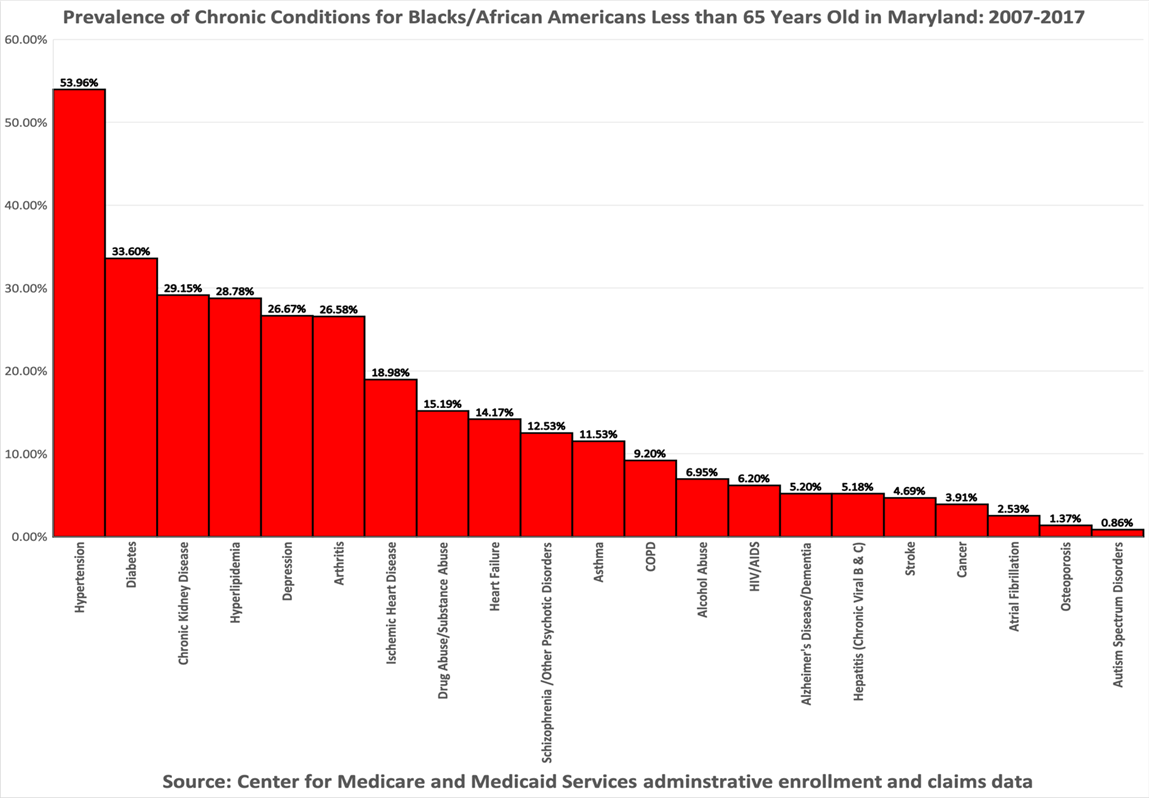 Prevalence of Chronic Conditions for Blacks/African Americans Less than 65 Years Old in Maryland: 2007-2017
60.00%
50.00%
40.00%
30.00%
20.00%
10.00%
0.00%
53.96%
33.60%
29.15%
28.78%
26.67%
26.58%
18.98%
15.19%
14.17%
12.53%
11.53%
9.20%
6.95%
6.20%
5.20%
5.18%
4.69%
3.91%
2.53%
1.37%
0.86%
Hypertension
Diabetes
Chronic Kidney Disease
Hyperlipidemia
Depression
Arthritis
Ischemic Heart Disease
Drug Abuse/Substance Abuse
Heart Failure
Schizophrenia /Other Psychotic Disorders
Asthma
COPD
Alcohol Abuse
HIV/AIDS
Alzheimer's Disease/Dementia
Hepatitis (Chronic Viral B & C)
Stroke
Cancer
Atrial Fibrillation
Osteoporosis
Autism Spectrum Disorders
Source: Center for Medicare and Medicaid Services adminstrative enrollment and claims data